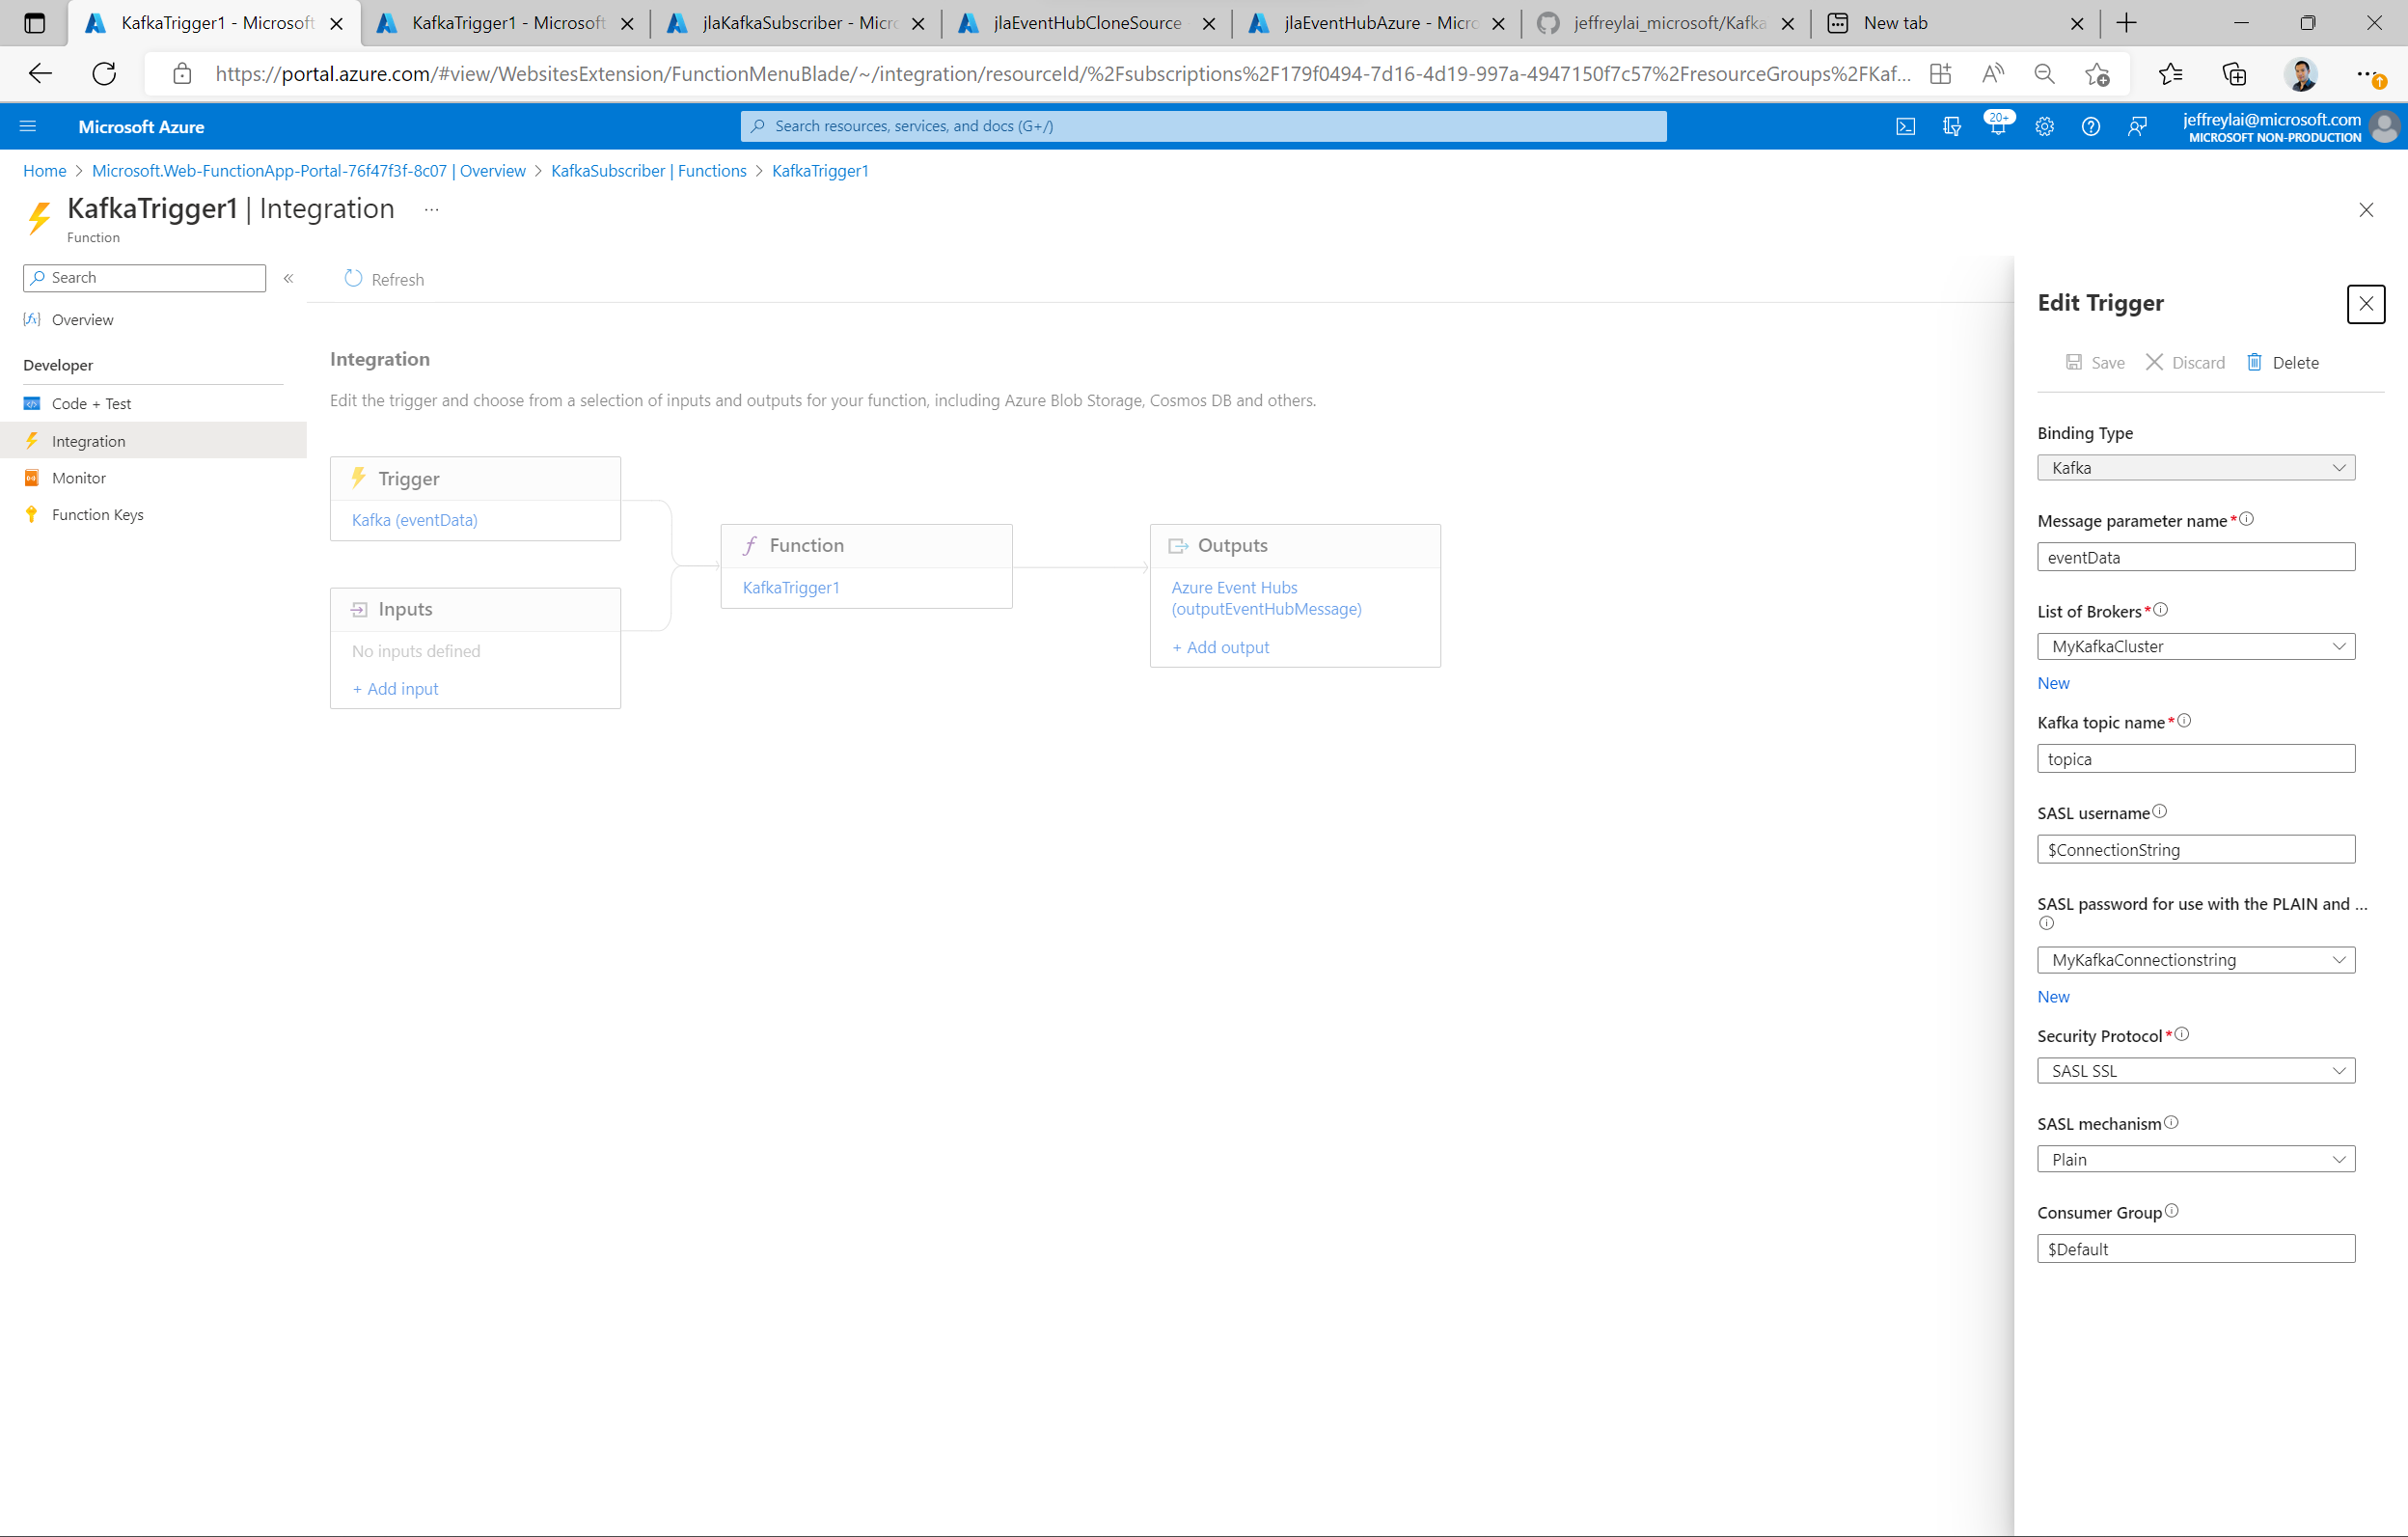 KafkaTrigger1 - Microsoft
KafkaTrigger1 - Microsoft
jlaKafkaSubscriber - Micro
jlaEventHubCloneSource
jlaEventHubAzure - Micro
jeffreylai_microsoft/Kafka
New tab
https://portal.azure.com/#view/WebsitesExtension/FunctionMenuBlade/~/integration/resourceId/%2Fsubscriptions%2F179f0494-7d16-4d19-997a-4947150f7c57%2FresourceGroups%2FKaf...
Microsoft Azure
Search resources, services, and docs (G+/)
20+
jeffreylai@microsoft.com
MICROSOFT NON-PRODUCTION
Home > Microsoft.Web-FunctionApp-Portal-76f47f3f-8c07 | Overview > KafkaSubscriber | Functions > KafkaTrigger1
KafkaTrigger1 | Integration ...
Function
Search
«
Overview
Developer
Code + Test
Integration
Monitor
Function Keys
Refresh
Integration
Edit the trigger and choose from a selection of inputs and outputs for your function, including Azure Blob Storage, Cosmos DB and others.
Trigger
Kafka (eventData)
Inputs
No inputs defined
+ Add input
Function
KafkaTrigger1
Outputs
Azure Event Hubs
(outputEventHubMessage)
+ Add output
Edit Trigger
Save
Discard
Delete
Binding Type
Kafka
Message parameter name*
eventData
List of Brokers*
MyKafkaCluster
New
Kafka topic name*
topica
SASL username
$ConnectionString
SASL password for use with the PLAIN and ...
MyKafkaConnectionstring
New
Security Protocol*
SASL SSL
SASL mechanism
Plain
Consumer Group
$Default